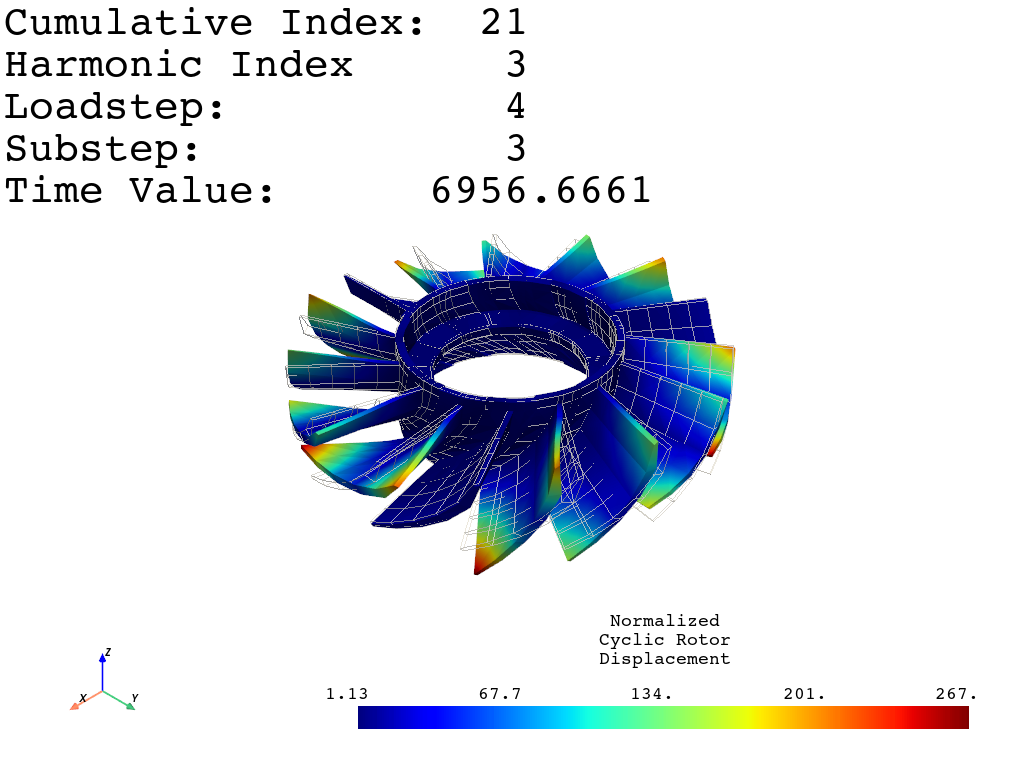 Cumulative Index: 21
Harmonic Index 3
Loadstep: 4
Substep: 3
Time Value: 6956.6661
Normalized
Cyclic Rotor
Displacement
1.13 67.7 134. 201. 267.
Z
X Y